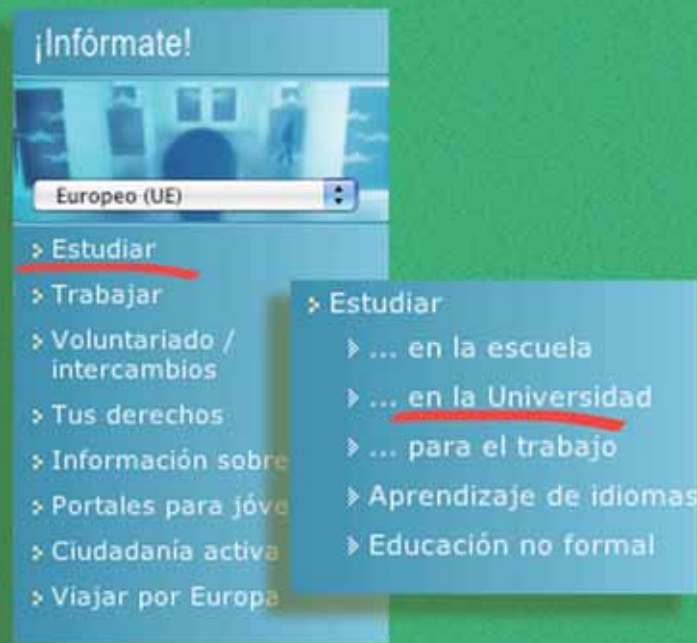 ¡Infórmate!
Europeo (UE)
Estudiar
Trabajar
Voluntariado /
intercambios
Tus derechos
Información sobre
Portales para jóve
Ciudadanía activa
Viajar por Europa
Estudiar
... en la escuela
... en la Universidad
... para el trabajo
Aprendizaje de idiomas
Educación no formal